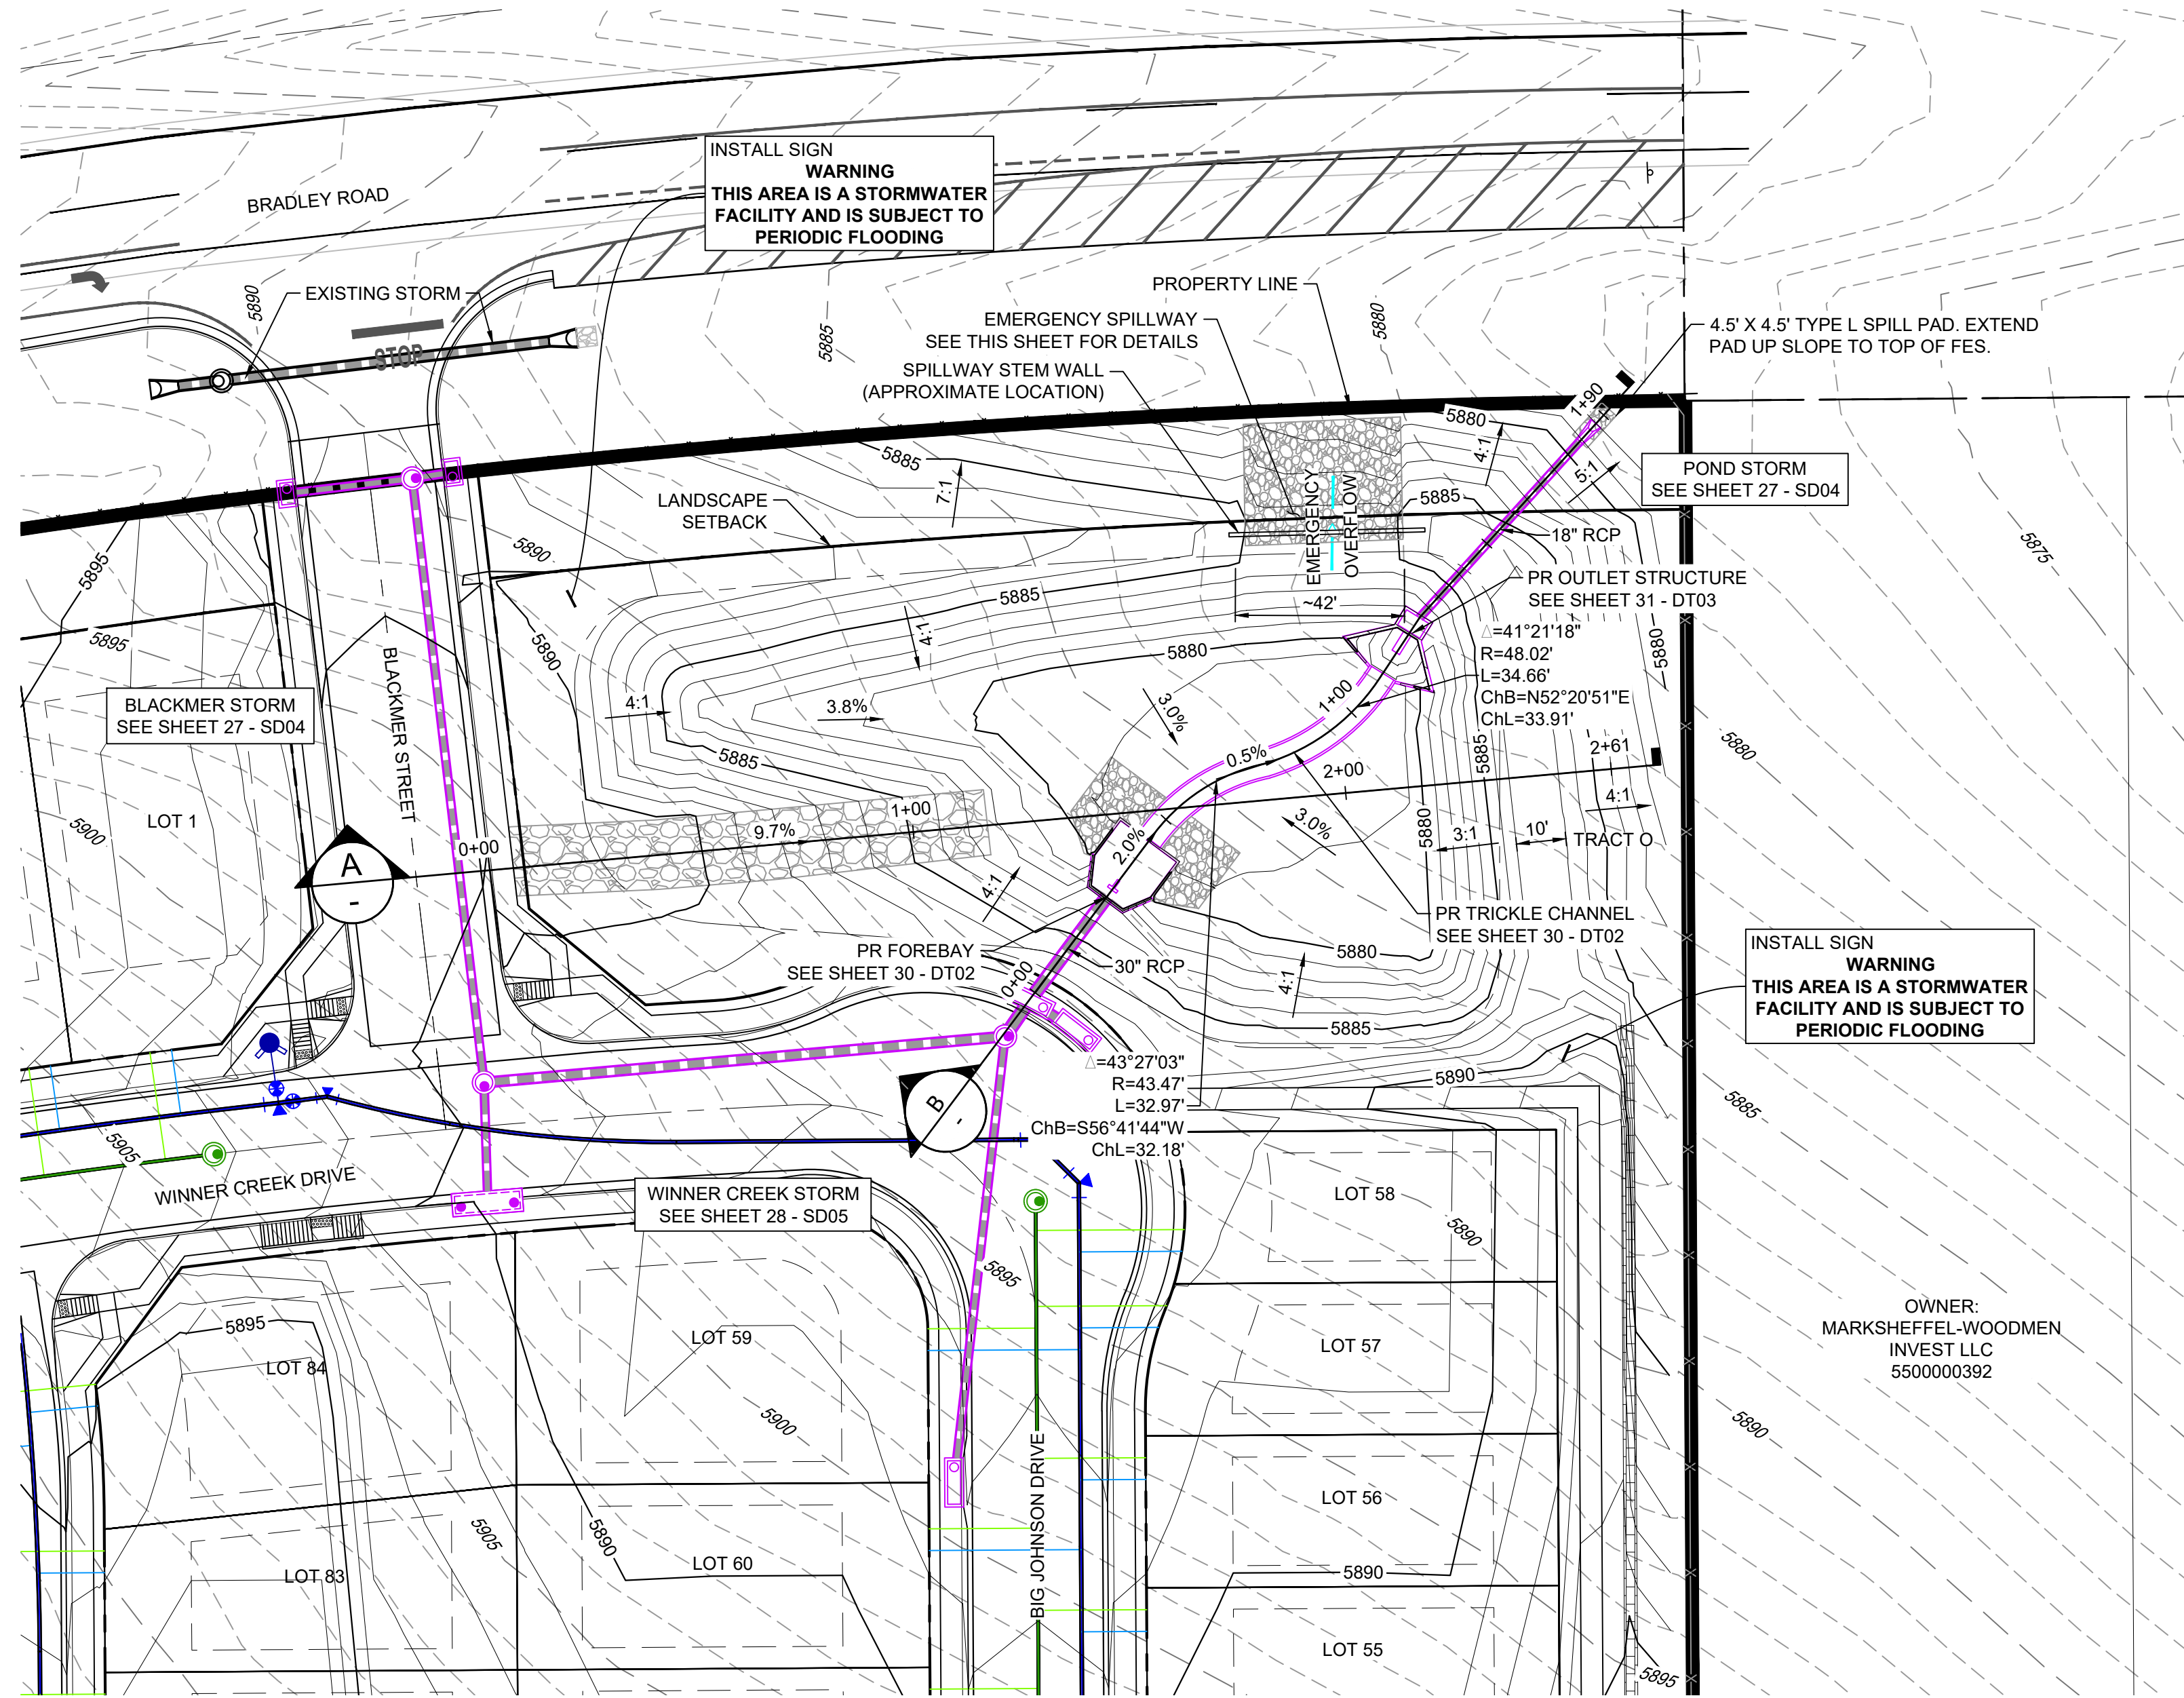 INSTALL SIGN
WARNING
THIS AREA IS A STORMWATER
FACILITY AND IS SUBJECT TO
PERIODIC FLOODING
BRADLEY ROAD
5890
EXISTING STORM
STOP
5885
PROPERTY LINE
5880
EMERGENCY SPILLWAY
SEE THIS SHEET FOR DETAILS
SPILLWAY STEM WALL
(APPROXIMATE LOCATION)
4.5' X 4.5' TYPE L SPILL PAD. EXTEND
PAD UP SLOPE TO TOP OF FES.
1+90
5880
4:1
5:1
5885
7:1
POND STORM
SEE SHEET 27 - SD04
LANDSCAPE
SETBACK
EMERGENCY
OVERFLOW
5885
18" RCP
5875
5895
5890
PR OUTLET STRUCTURE
SEE SHEET 31 - DT03
5885
~42'
4:1
5895
5890
5880
5880
△=41°21'18"
R=48.02'
L=34.66'
ChB=N52°20'51"E
ChL=33.91'
BLACKMER STORM
SEE SHEET 27 - SD04
BLACKMER STREET
4:1
3.8%
3.0%
1+00
5885
0.5%
2+00
5885
2+61
5880
LOT 1
5900
A
-
0+00
9.7%
1+00
2.0%
3.0%
5880
3:1
10'
4:1
TRACT O
4:1
PR TRICKLE CHANNEL
SEE SHEET 30 - DT02
PR FOREBAY
SEE SHEET 30 - DT02
0+00
30" RCP
5880
4:1
5885
INSTALL SIGN
WARNING
THIS AREA IS A STORMWATER
FACILITY AND IS SUBJECT TO
PERIODIC FLOODING
5890
5885
△=43°27'03"
R=43.47'
L=32.97'
ChB=S56°41'44"W
ChL=32.18'
B
-
5905
WINNER CREEK DRIVE
WINNER CREEK STORM
SEE SHEET 28 - SD05
LOT 58
5890
5895
5895
LOT 84
LOT 59
LOT 57
OWNER:
MARKSHEFFEL-WOODMEN
INVEST LLC
5500000392
5900
5890
BIG JOHNSON DRIVE
LOT 56
5905
5890
LOT 83
LOT 60
5890
LOT 55
5895